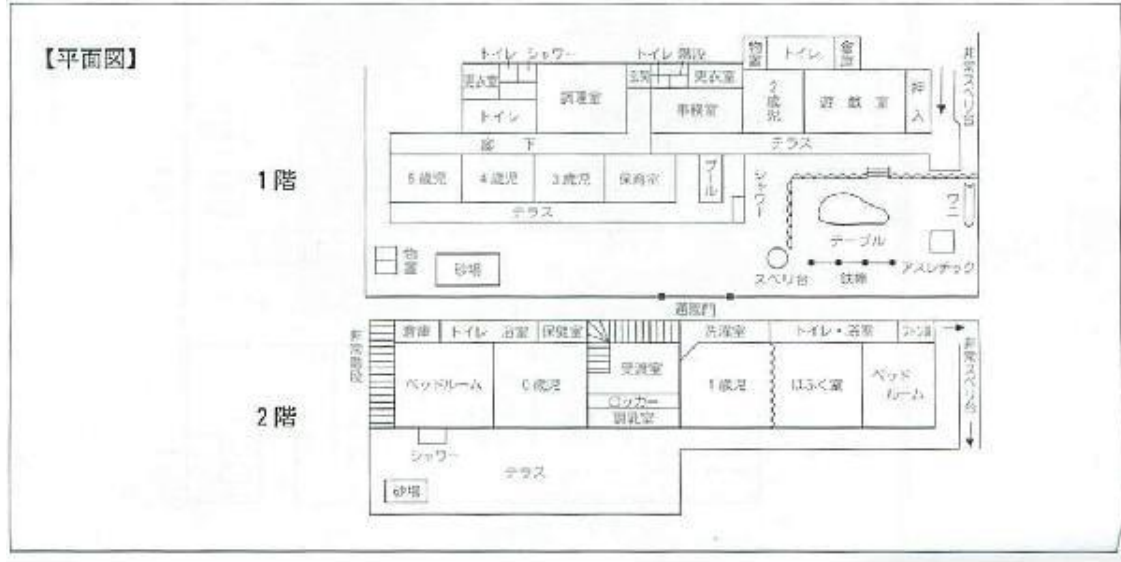 【平面図】
1階
トイレ シャワー
トイレ 階段
物置
トイレ
倉庫
非常スベリ台
更衣室
調理室
玄関
更衣室
2歳児
遊戯室
押入
トイレ
事務室
廊下
テラス
5歳児
4歳児
3歳児
保育室
プール
シャワー
ワニ
テラス
テーブル
物置
砂場
スベリ台
鉄棒
アスレチック
通用門
2階
非常階段
倉庫
トイレ
浴室
保健室
洗濯室
トイレ・浴室
非常スベリ台
ベッドルーム
0歳児
受渡室
1歳児
ほふく室
ベッド
ルーム
ロッカー
調乳室
シャワー
テラス
砂場